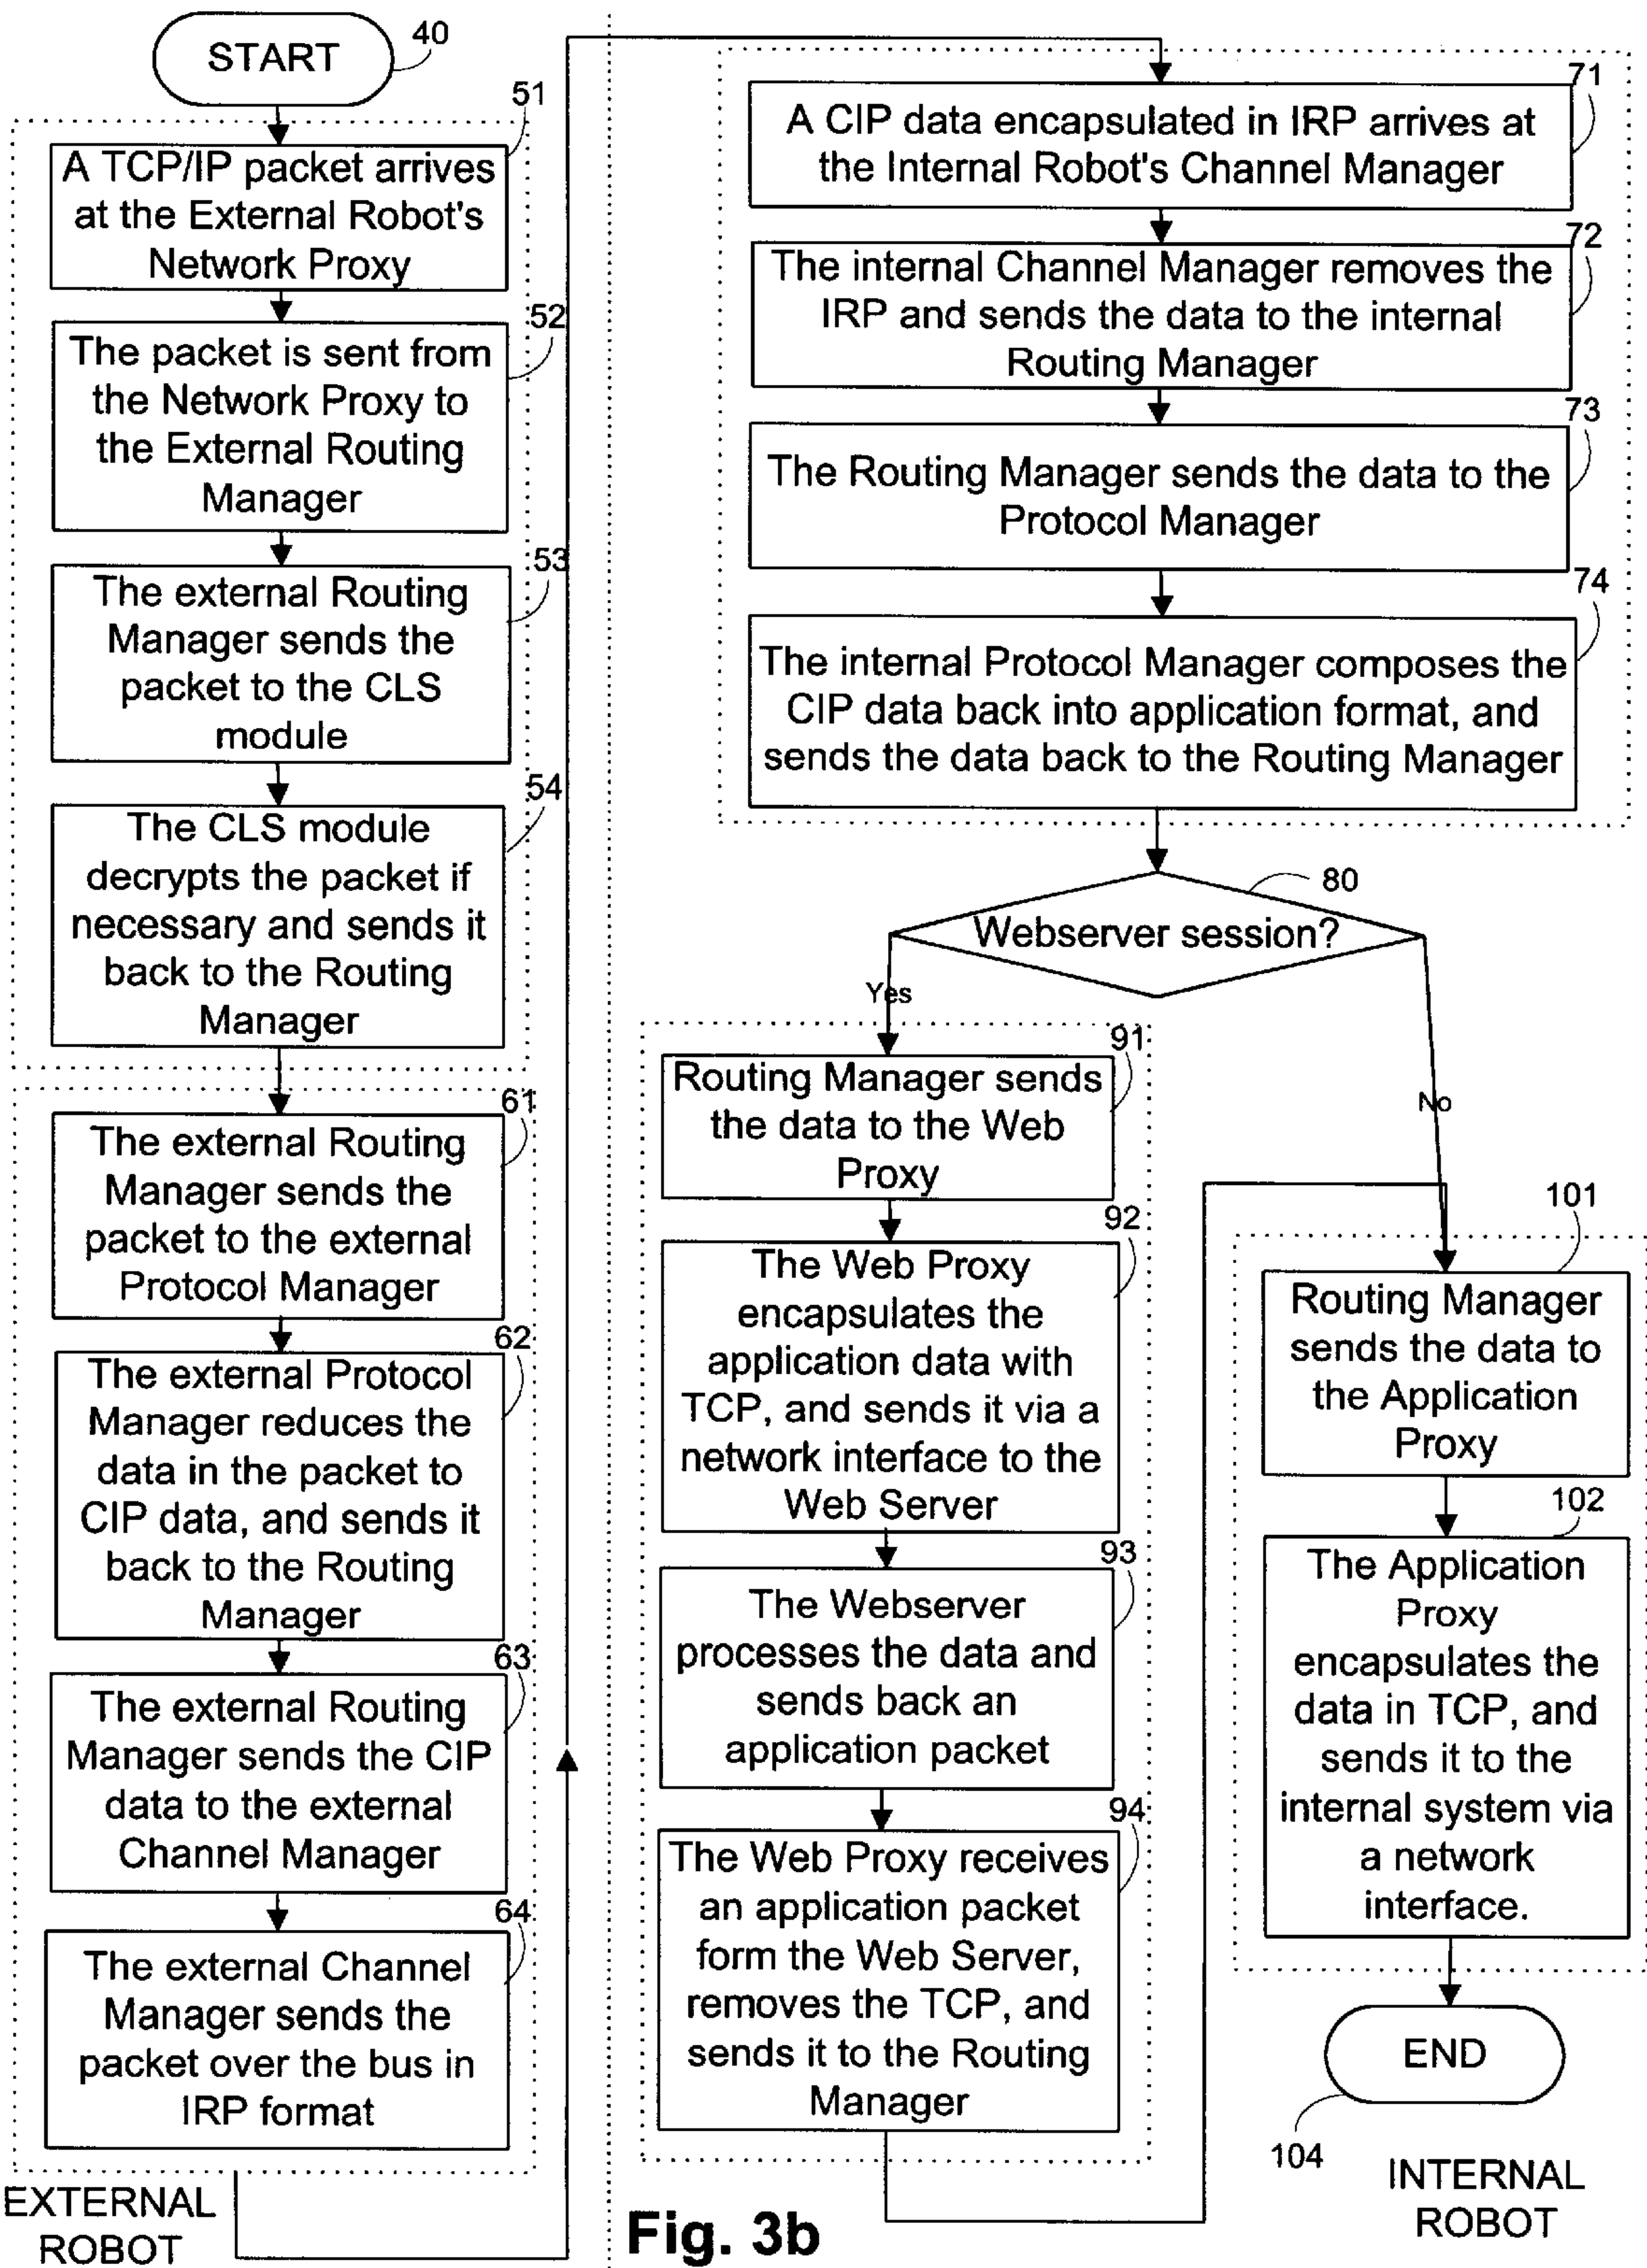 START
40
51
A TCP/IP packet arrives
at the External Robot's
Network Proxy
52
The packet is sent from
the Network Proxy to
the External Routing
Manager
53
The external Routing
Manager sends the
packet to the CLS
module
54
The CLS module
decrypts the packet if
necessary and sends it
back to the Routing
Manager
61
The external Routing
Manager sends the
packet to the external
Protocol Manager
62
The external Protocol
Manager reduces the
data in the packet to
CIP data, and sends it
back to the Routing
Manager
63
The external Routing
Manager sends the CIP
data to the external
Channel Manager
64
The external Channel
Manager sends the
packet over the bus in
IRP format
EXTERNAL
ROBOT
71
A CIP data encapsulated in IRP arrives at
the Internal Robot's Channel Manager
72
The internal Channel Manager removes the
IRP and sends the data to the internal
Routing Manager
73
The Routing Manager sends the data to the
Protocol Manager
74
The internal Protocol Manager composes the
CIP data back into application format, and
sends the data back to the Routing Manager
80
Webserver session?
Yes
No
91
Routing Manager sends
the data to the Web
Proxy
92
The Web Proxy
encapsulates the
application data with
TCP, and sends it via a
network interface to the
Web Server
93
The Webserver
processes the data and
sends back an
application packet
94
The Web Proxy receives
an application packet
form the Web Server,
removes the TCP, and
sends it to the Routing
Manager
101
Routing Manager
sends the data to
the Application
Proxy
102
The Application
Proxy
encapsulates the
data in TCP, and
sends it to the
internal system via
a network
interface.
END
104
INTERNAL
ROBOT
Fig. 3b